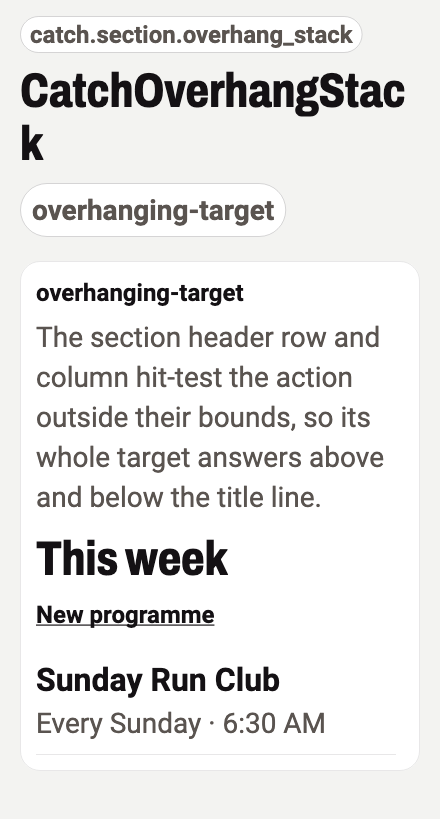 catch.section.overhang_stack
CatchOverhangStac
k
overhanging-target
overhanging-target
The section header row and
column hit-test the action
outside their bounds, so its
whole target answers above
and below the title line.
This week
New programme
Sunday Run Club
Every Sunday · 6:30 AM